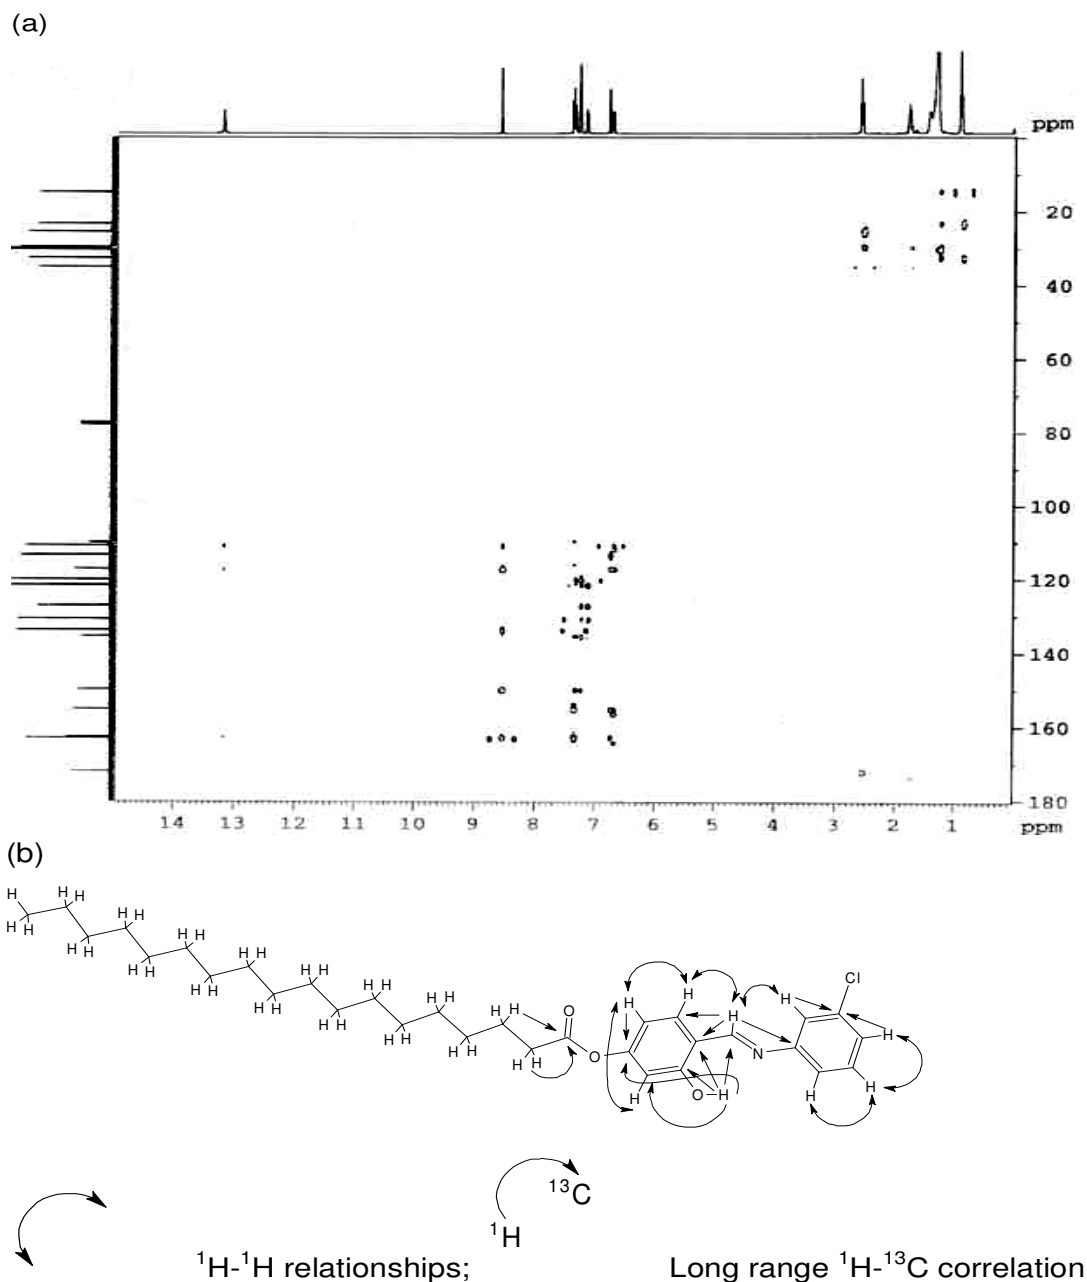 (a)
ppm
20
40
60
80
100
120
140
160
180
14 13 12 11 10 9 8 7 6 5 4 3 2 1 ppm
(b)
H H H
H H H H
H H H H
H H
H H H H Cl
H H H H H H H H H
H H H H O H
H H H
H H O N
H H H H H H
H H
H O H H
¹³C
¹H
¹H-¹H relationships; Long range ¹H-¹³C correlation